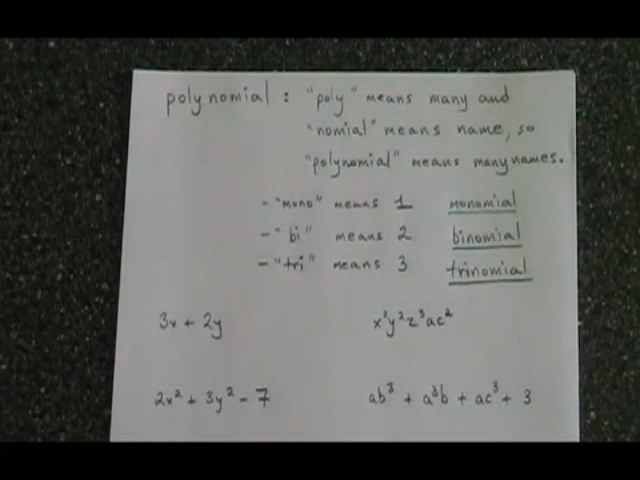 polynomial : "poly" means many and
"nomial" means name, so
"polynomial" means many names.
- "mono" means 1 monomial
- "bi" means 2 binomial
- "tri" means 3 trinomial
3x + 2y x²y²z³ac²
2x² + 3y² - 7 ab³ + a³b + ac³ + 3